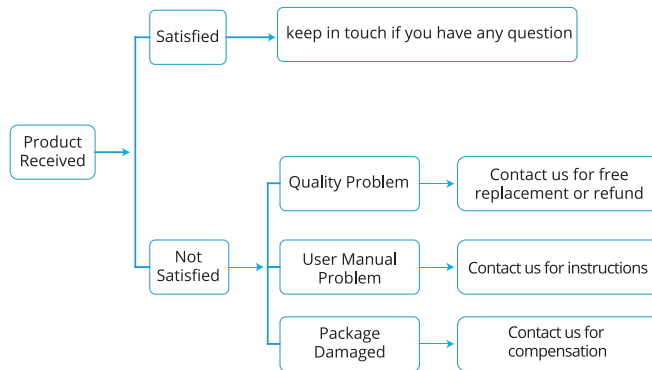 Satisfied
keep in touch if you have any question
Product
Received
Quality Problem
Contact us for free
replacement or refund
Not
Satisfied
User Manual
Problem
Contact us for instructions
Package
Damaged
Contact us for
compensation